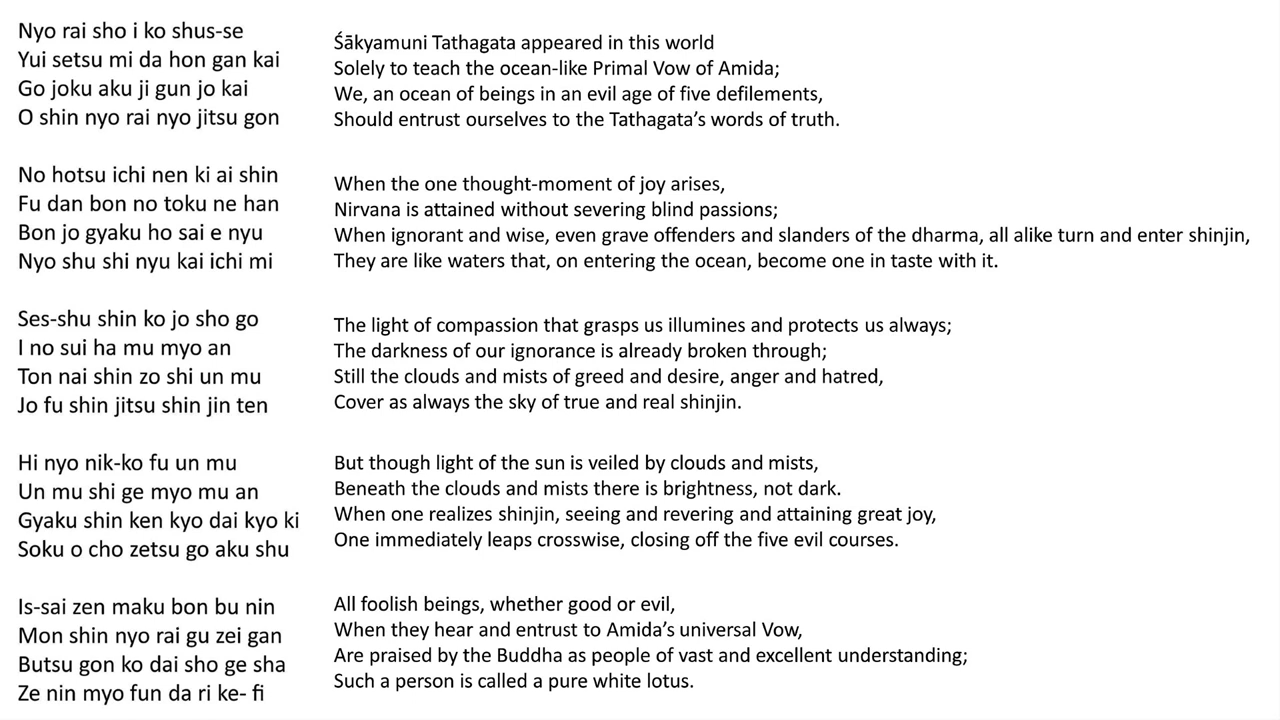 Nyo rai sho i ko shus-se
Yui setsu mi da hon gan kai
Go joku aku ji gun jo kai
O shin nyo rai nyo jitsu gon
No hotsu ichi nen ki ai shin
Fu dan bon no toku ne han
Bon jo gyaku ho sai e nyu
Nyo shu shi nyu kai ichi mi
Ses-shu shin ko jo sho go
I no sui ha mu myo an
Ton nai shin zo shi un mu
Jo fu shin jitsu shin jin ten
Hi nyo nik-ko fu un mu
Un mu shi ge myo mu an
Gyaku shin ken kyo dai kyo ki
Soku o cho zetsu go aku shu
Is-sai zen maku bon bu nin
Mon shin nyo rai gu zei gan
Butsu gon ko dai sho ge sha
Ze nin myo fun da ri ke- fi
Śākyamuni Tathagata appeared in this world
Solely to teach the ocean-like Primal Vow of Amida;
We, an ocean of beings in an evil age of five defilements,
Should entrust ourselves to the Tathagata’s words of truth.
When the one thought-moment of joy arises,
Nirvana is attained without severing blind passions;
When ignorant and wise, even grave offenders and slanders of the dharma, all alike turn and enter shinjin,
They are like waters that, on entering the ocean, become one in taste with it.
The light of compassion that grasps us illumines and protects us always;
The darkness of our ignorance is already broken through;
Still the clouds and mists of greed and desire, anger and hatred,
Cover as always the sky of true and real shinjin.
But though light of the sun is veiled by clouds and mists,
Beneath the clouds and mists there is brightness, not dark.
When one realizes shinjin, seeing and revering and attaining great joy,
One immediately leaps crosswise, closing off the five evil courses.
All foolish beings, whether good or evil,
When they hear and entrust to Amida’s universal Vow,
Are praised by the Buddha as people of vast and excellent understanding;
Such a person is called a pure white lotus.